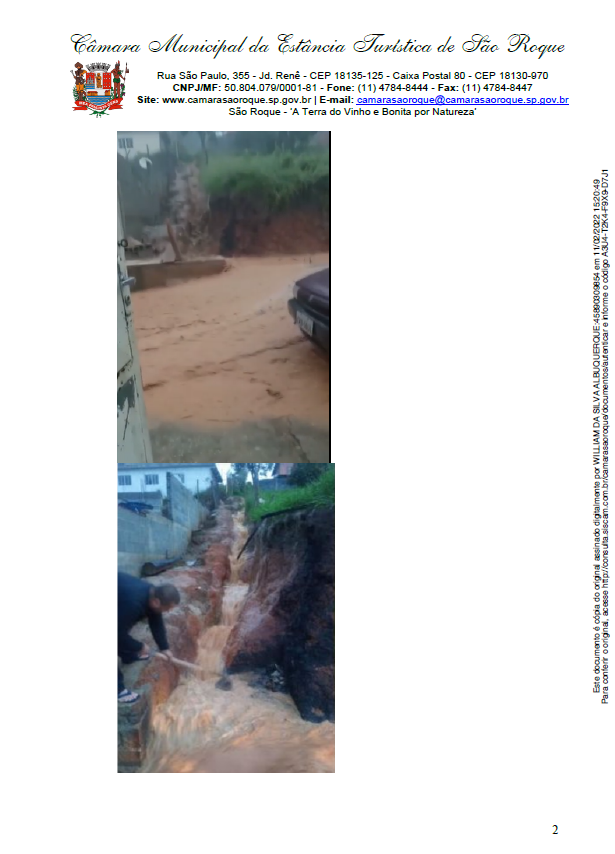 Câmara Municipal da Estância Turística de São Roque
Rua São Paulo, 355 - Jd. Renê - CEP 18135-125 - Caixa Postal 80 - CEP 18130-970
CNPJ/MF: 50.804.079/0001-81 - Fone: (11) 4784-8444 - Fax: (11) 4784-8447
Site: www.camarasaoroque.sp.gov.br | E-mail: camarasaoroque@camarasaoroque.sp.gov.br
São Roque - 'A Terra do Vinho e Bonita por Natureza'
Este documento é cópia do original assinado digitalmente por WILLIAM DA SILVA ALBUQUERQUE:45890309854 em 11/02/2022 15:20:49
Para conferir o original, acesse http://consulta.siscam.com.br/camarasaoroque/documentos/autenticar e informe o código A3U4-T2K4-F9X9-D7J1
2